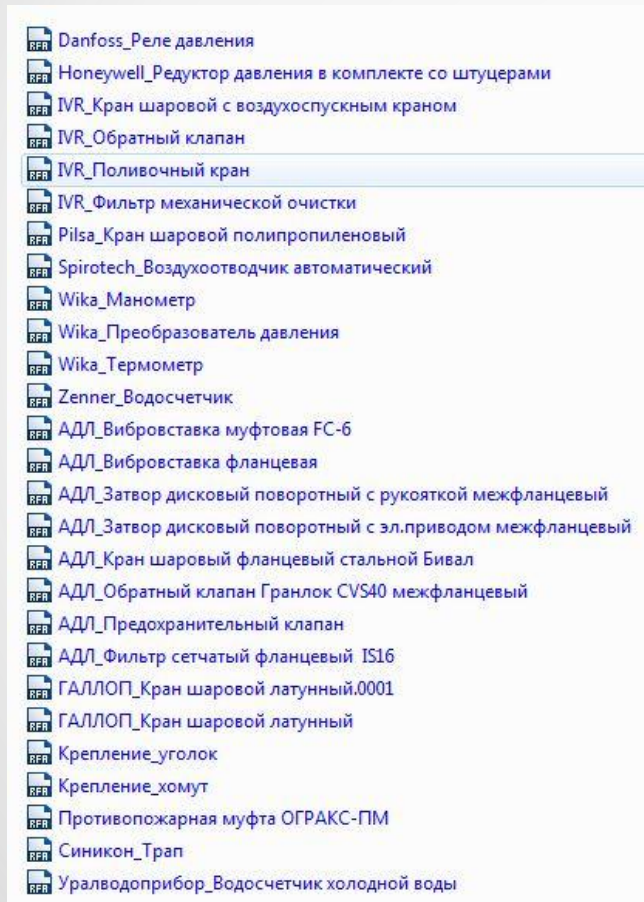 Danfoss_Реле давления
Honeywell_Редуктор давления в комплекте со штуцерами
IVR_Кран шаровой с воздухоспускным краном
IVR_Обратный клапан
IVR_Поливочный кран
IVR_Фильтр механической очистки
Pilsa_Кран шаровой полипропиленовый
Spirotech_Воздухоотводчик автоматический
Wika_Манометр
Wika_Преобразователь давления
Wika_Термометр
Zenner_Водосчетчик
АДЛ_Вибровставка муфтовая FC-6
АДЛ_Вибровставка фланцевая
АДЛ_Затвор дисковый поворотный с рукояткой межфланцевый
АДЛ_Затвор дисковый поворотный с эл.приводом межфланцевый
АДЛ_Кран шаровый фланцевый стальной Бивал
АДЛ_Обратный клапан Гранлок CVS40 межфланцевый
АДЛ_Предохранительный клапан
АДЛ_Фильтр сетчатый фланцевый IS16
ГАЛЛОП_Кран шаровой латунный.0001
ГАЛЛОП_Кран шаровой латунный
Крепление_уголок
Крепление_хомут
Противопожарная муфта ОГРАКС-ПМ
Синикон_Трап
Уралводоприбор_Водосчетчик холодной воды